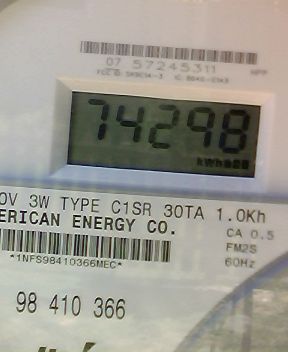 07 57245311
74298
0V 3W TYPE C1SR 30TA 1.0Kh
ERICAN ENERGY CO.
CA 0.5
FM2S
60Hz
*1NFS98410366MEC*
98 410 366